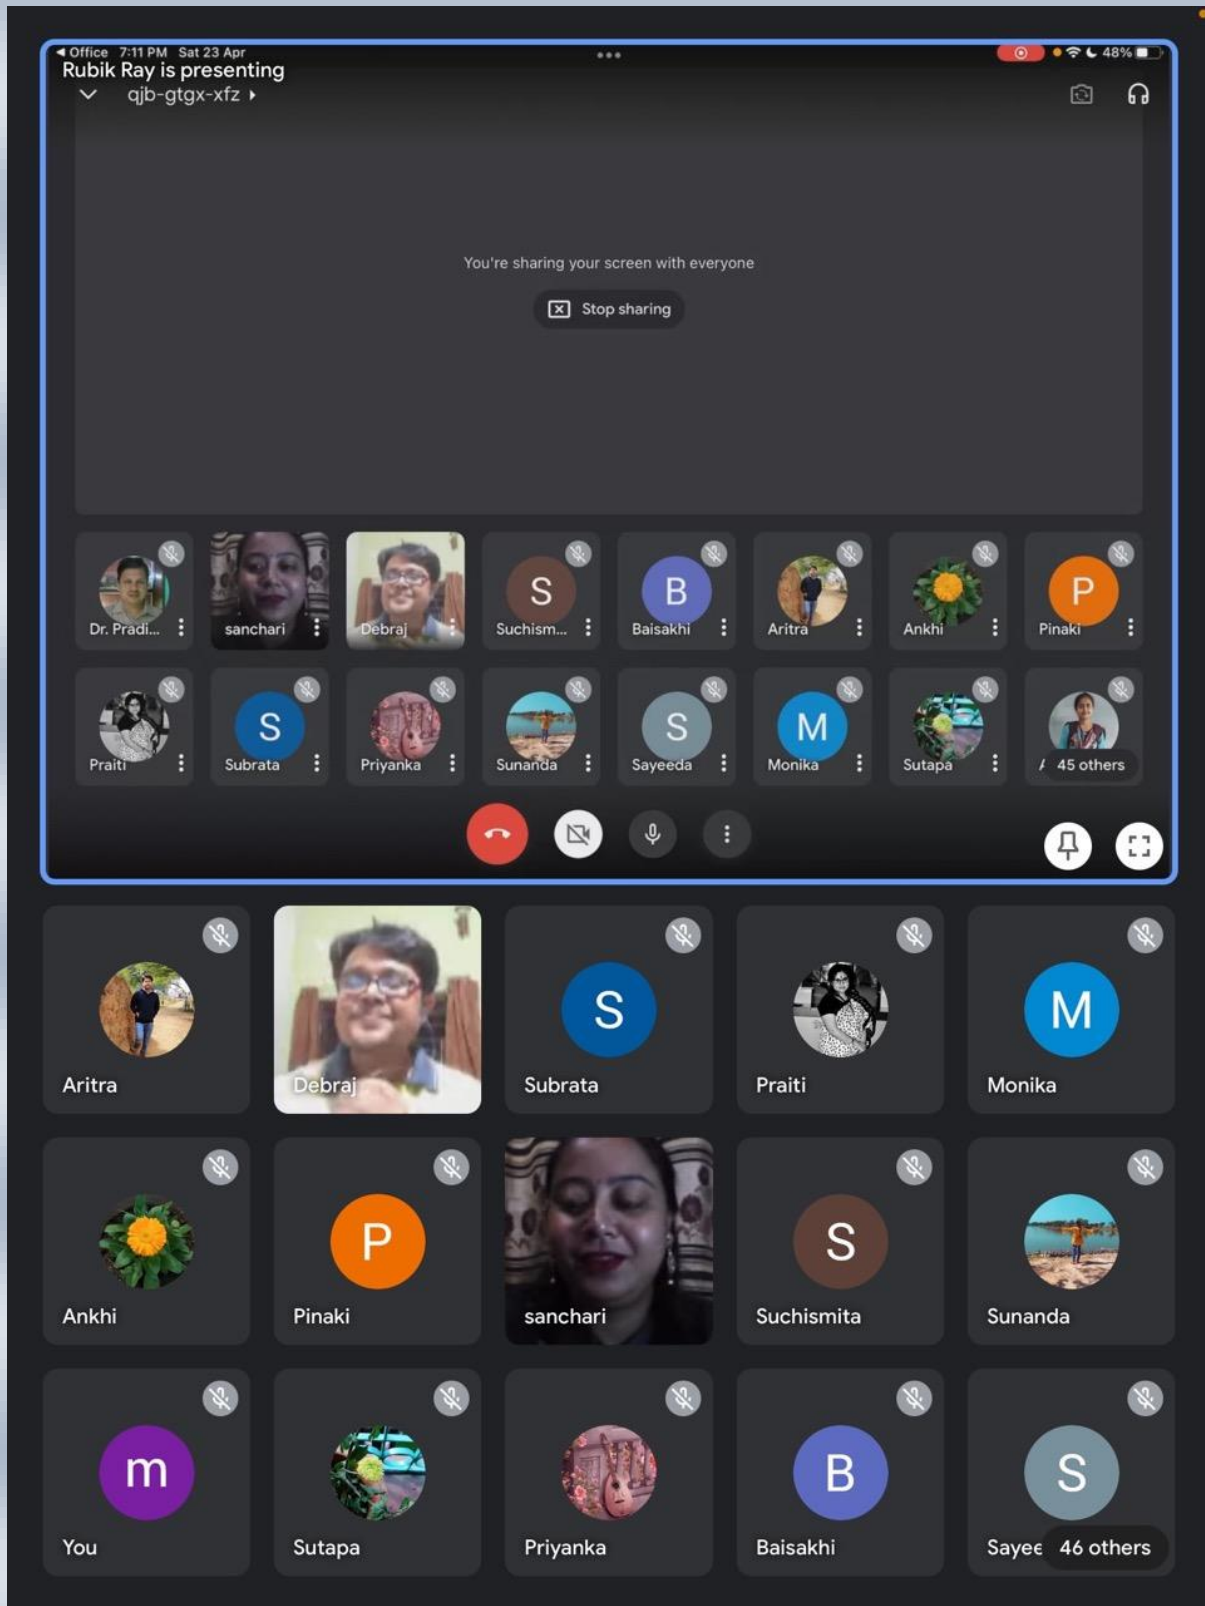 ◀ Office 7:11 PM Sat 23 Apr
48%
Rubik Ray is presenting
qjb-gtgx-xfz ▸
You're sharing your screen with everyone
Stop sharing
S B P
Dr. Pradi... sanchari Debraj Suchism... Baisakhi Aritra Ankhi Pinaki
S S M
Praiti Subrata Priyanka Sunanda Sayeeda Monika Sutapa 45 others
S M
Aritra Debraj Subrata Praiti Monika
P S
Ankhi Pinaki sanchari Suchismita Sunanda
m B S
You Sutapa Priyanka Baisakhi Sayee 46 others